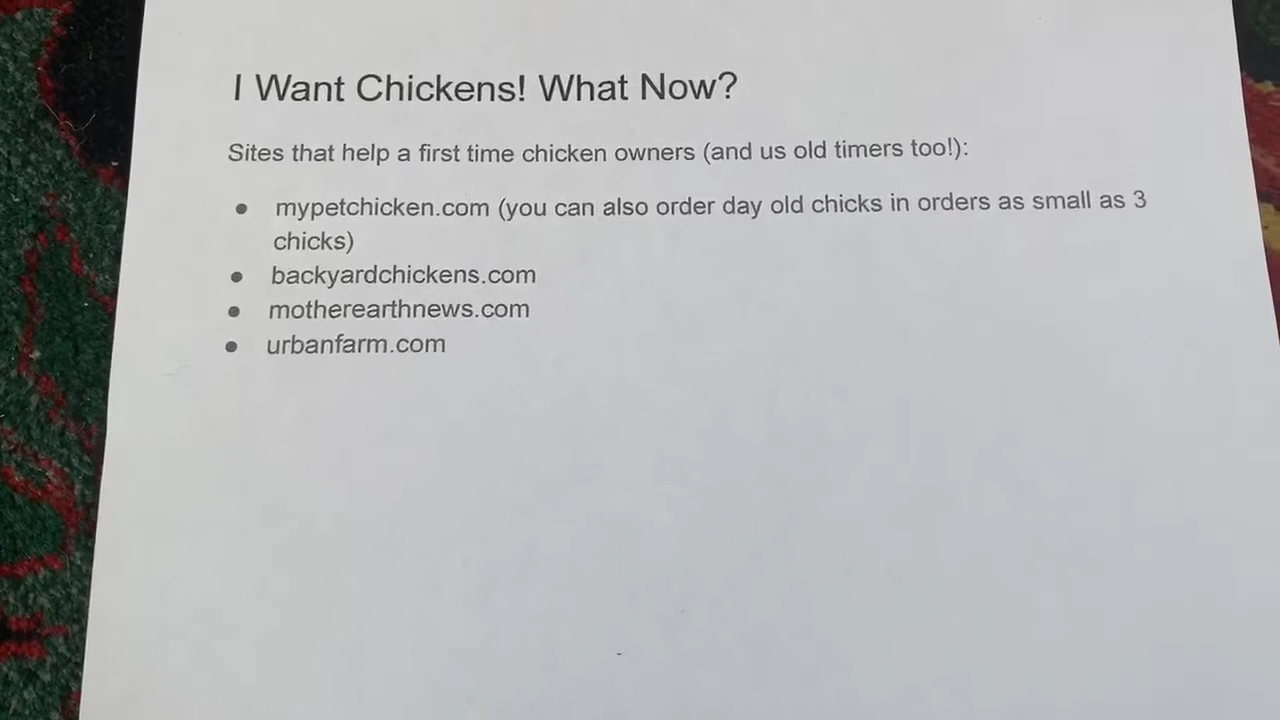 I Want Chickens! What Now?
Sites that help a first time chicken owners (and us old timers too!):
● mypetchicken.com (you can also order day old chicks in orders as small as 3
chicks)
● backyardchickens.com
● motherearthnews.com
● urbanfarm.com